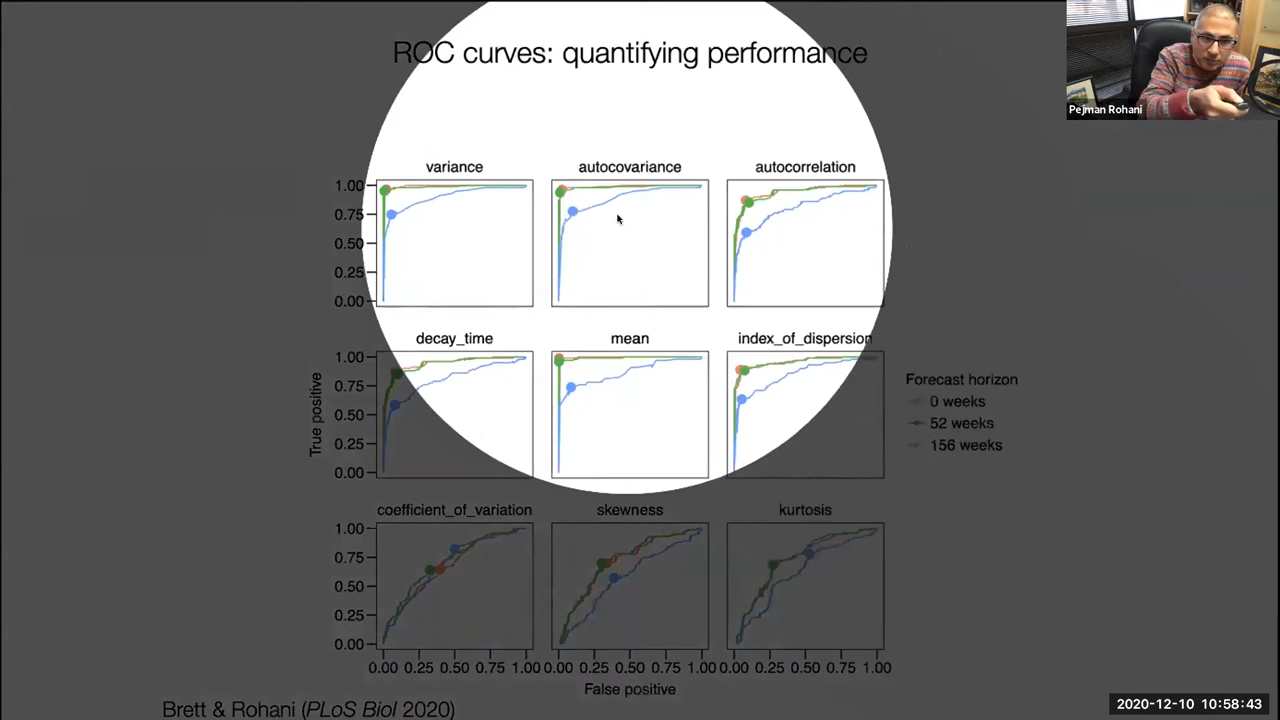 ROC curves: quantifying performance
Pejman Rohani
variance
autocovariance
autocorrelation
1.00
0.75
0.50
0.25
0.00
decay_time
mean
index_of_dispersion
1.00
0.75
0.50
0.25
0.00
True positive
Forecast horizon
0 weeks
52 weeks
156 weeks
coefficient_of_variation
skewness
kurtosis
1.00
0.75
0.50
0.25
0.00
0.00 0.25 0.50 0.75 1.00 0.00 0.25 0.50 0.75 1.00 0.00 0.25 0.50 0.75 1.00
False positive
Brett & Rohani (PLoS Biol 2020)
2020-12-10 10:58:43